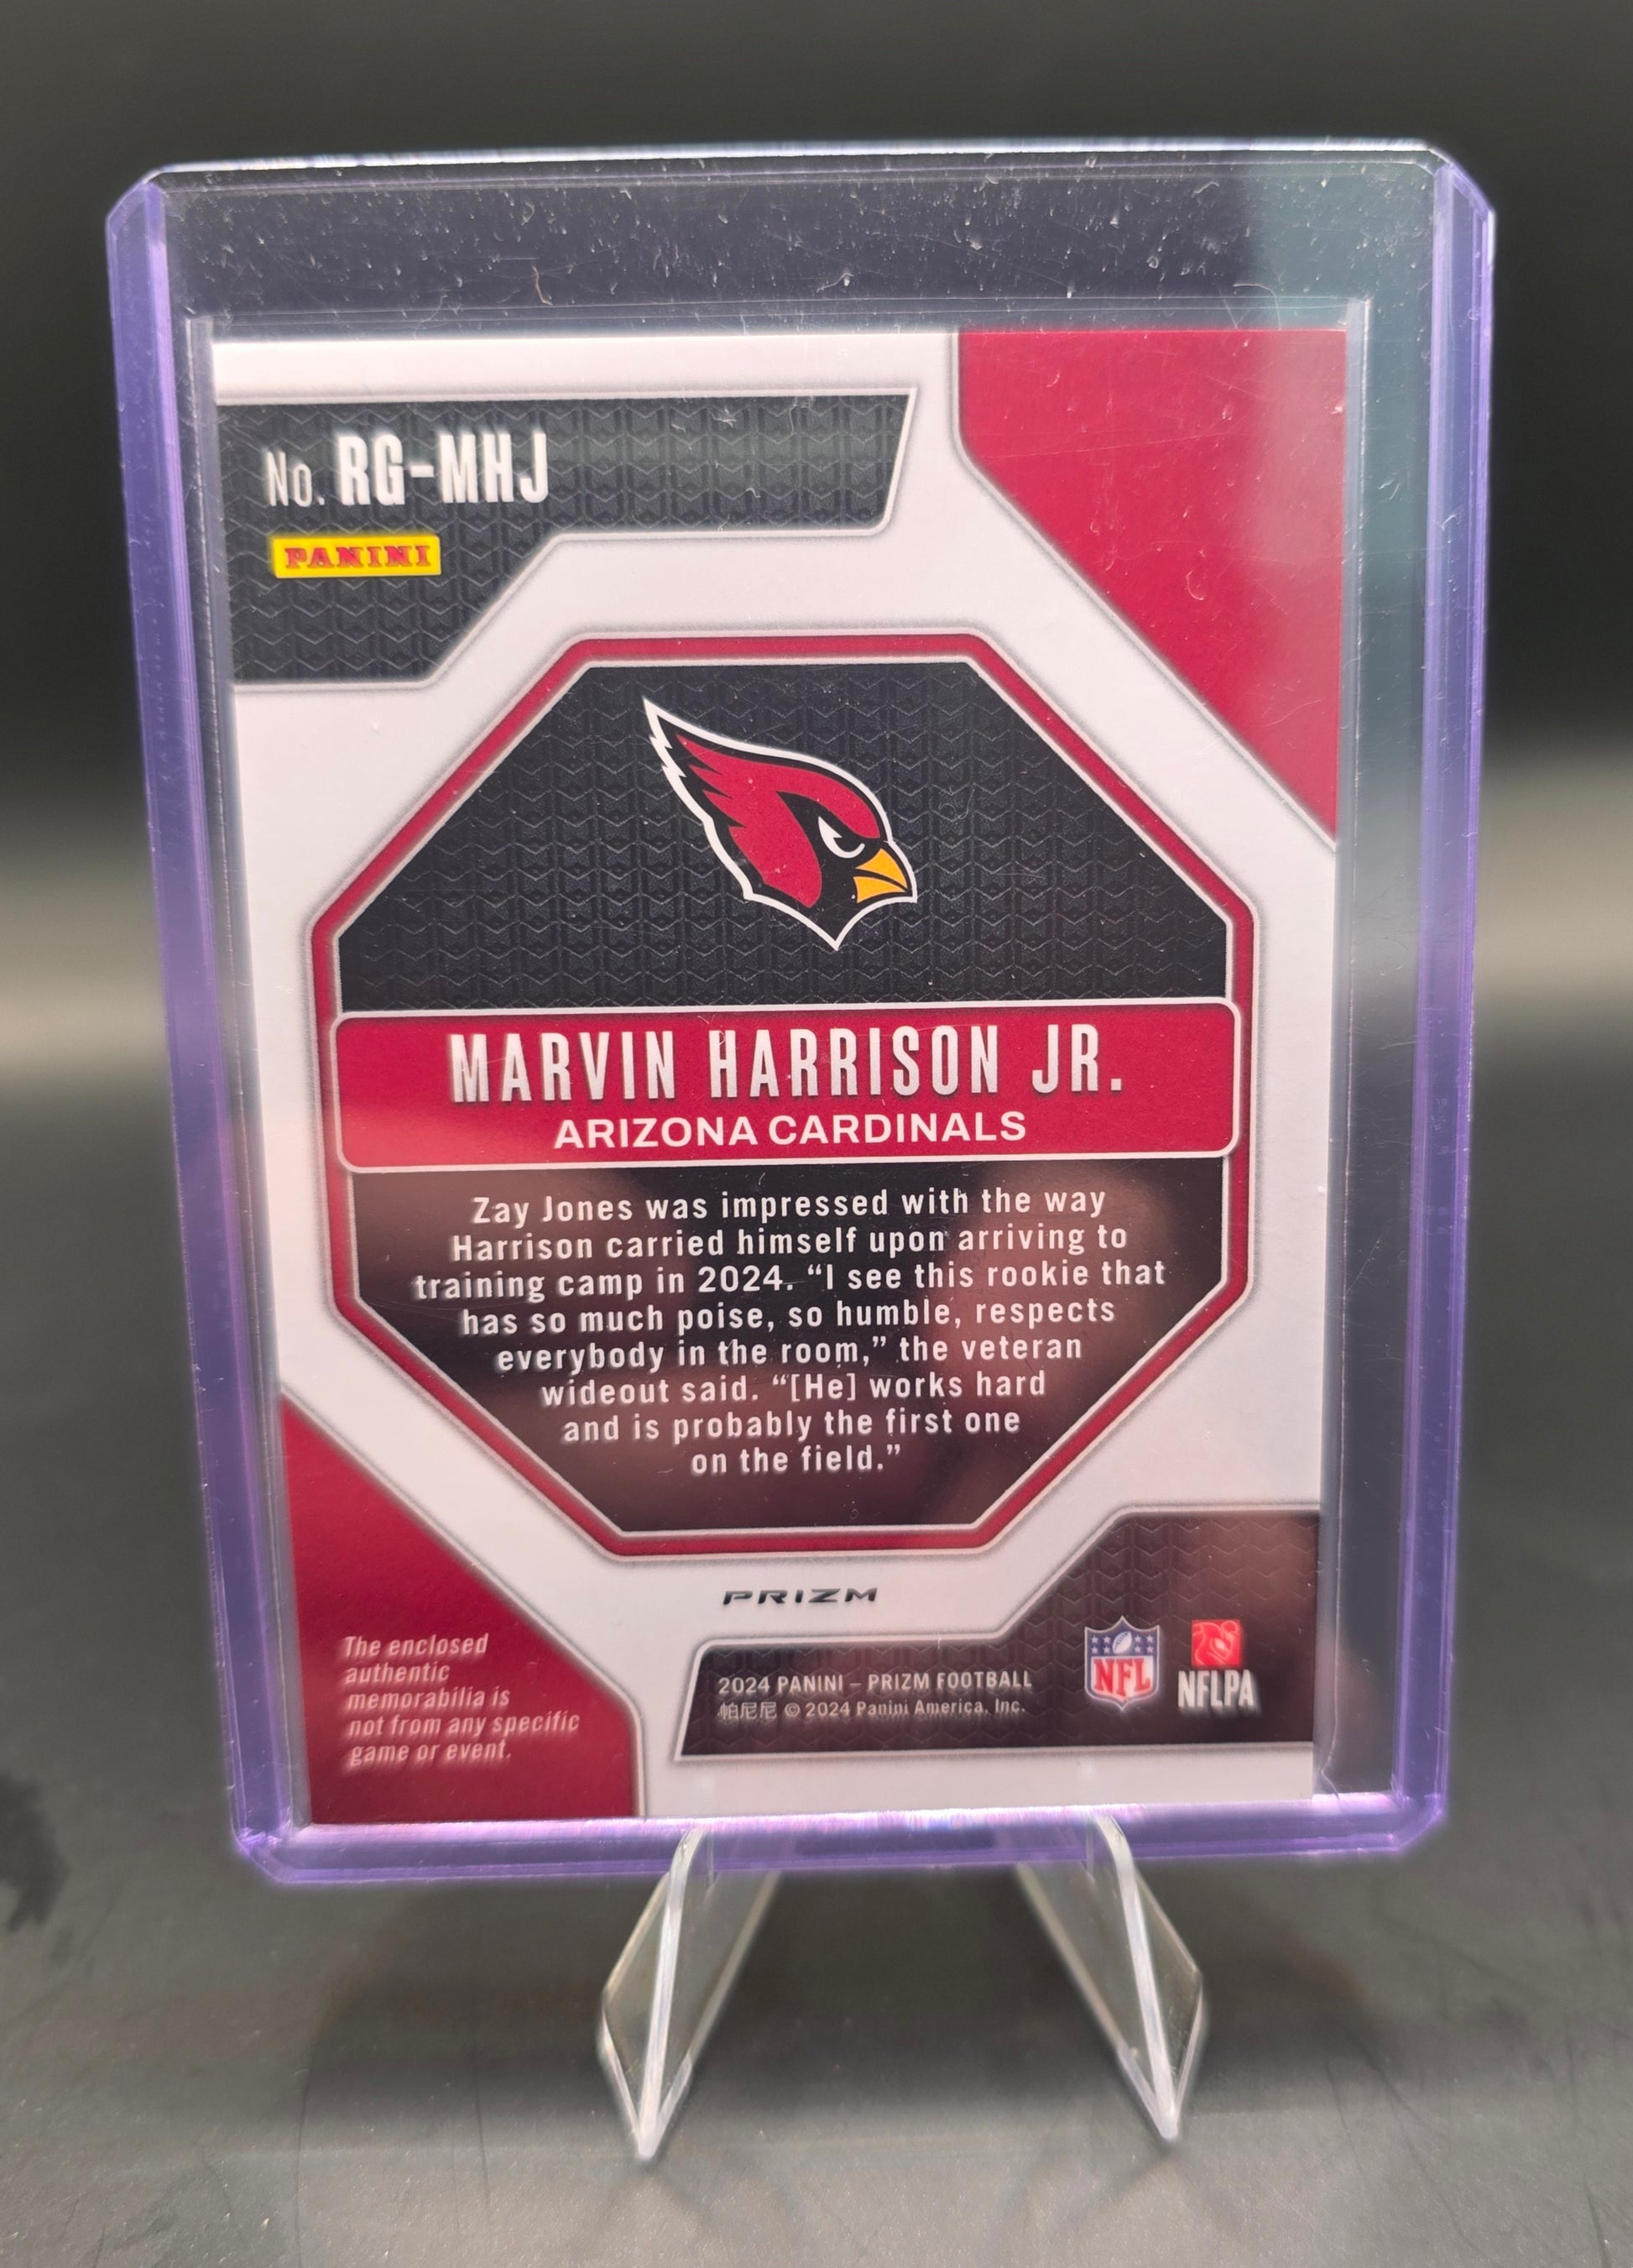 No. RG-MHJ
PANINI
MARVIN HARRISON JR.
ARIZONA CARDINALS
Zay Jones was impressed with the way
Harrison carried himself upon arriving to
training camp in 2024. “I see this rookie that
has so much poise, so humble, respects
everybody in the room,” the veteran
wideout said. “[He] works hard
and is probably the first one
on the field.”
PRIZM
The enclosed
authentic
memorabilia is
not from any specific
game or event.
2024 PANINI – PRIZM FOOTBALL
帕尼尼 © 2024 Panini America, Inc.
NFL
NFLPA